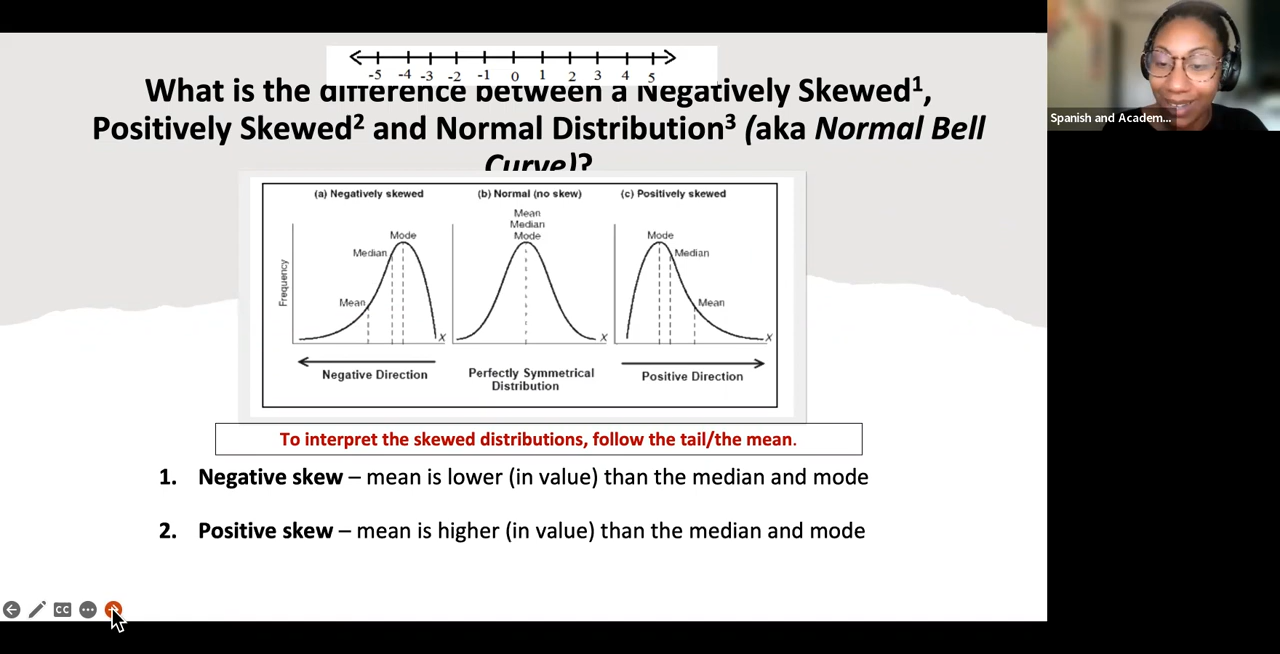 -5 -4 -3 -2 -1 0 1 2 3 4 5
What is the difference between a Negatively Skewed¹,
Positively Skewed² and Normal Distribution³ (aka Normal Bell
Curve)?
(a) Negatively skewed
(b) Normal (no skew)
(c) Positively skewed
Frequency
Mode
Median
Mean
X
Negative Direction
Mean
Median
Mode
X
Perfectly Symmetrical
Distribution
Mode
Median
Mean
X
Positive Direction
To interpret the skewed distributions, follow the tail/the mean.
1. Negative skew – mean is lower (in value) than the median and mode
2. Positive skew – mean is higher (in value) than the median and mode
CC
Spanish and Academ...